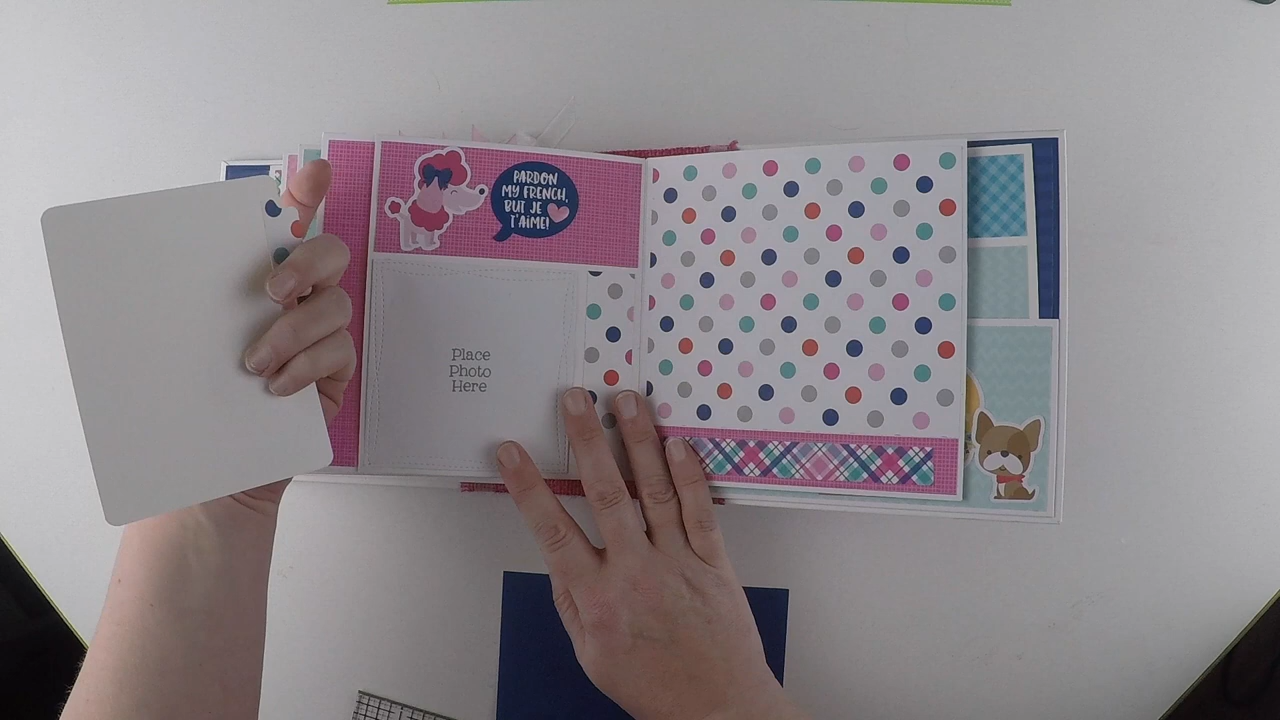 PARDON
MY FRENCH,
BUT JE
T'AIME!
Place
Photo
Here